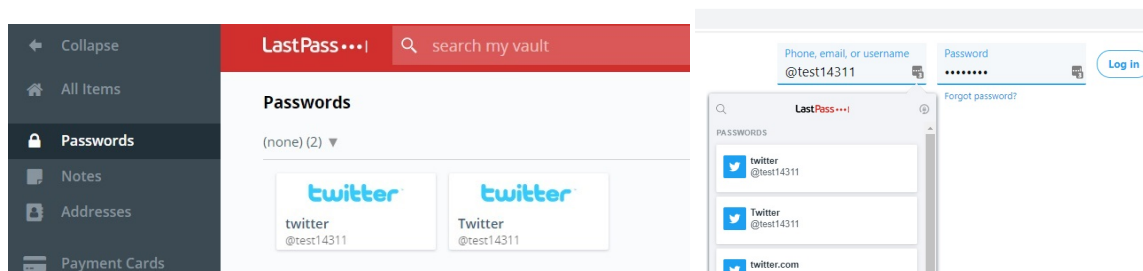 Collapse
All Items
Passwords
Notes
Addresses
Payment Cards
LastPass
search my vault
Passwords
(none) (2) ▼
twitter
twitter
@test14311
twitter
Twitter
@test14311
Phone, email, or username
@test14311
Password
••••••••
Log in
Forgot password?
LastPass
PASSWORDS
twitter
@test14311
Twitter
@test14311
twitter.com